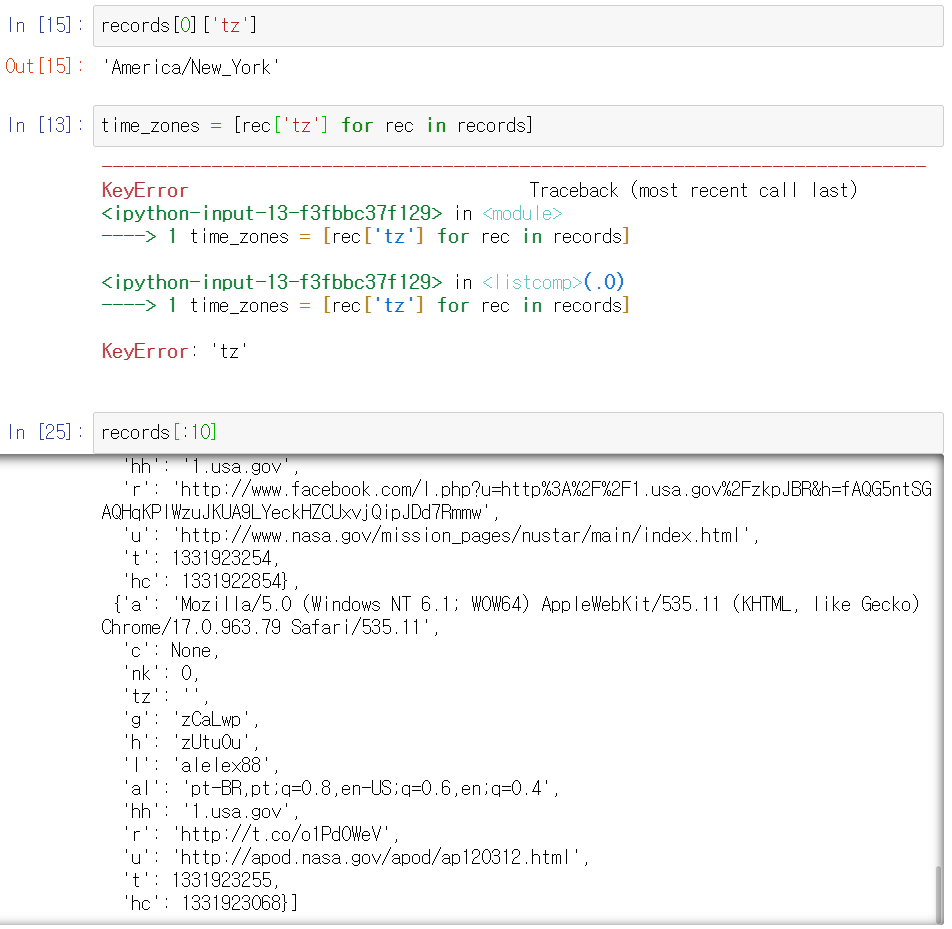 In [15]: records[0]['tz']
Out[15]: 'America/New_York'
In [13]: time_zones = [rec['tz'] for rec in records]
---------------------------------------------------------------------------
KeyError Traceback (most recent call last)
<ipython-input-13-f3fbbc37f129> in <module>
----> 1 time_zones = [rec['tz'] for rec in records]
<ipython-input-13-f3fbbc37f129> in <listcomp>(.0)
----> 1 time_zones = [rec['tz'] for rec in records]
KeyError: 'tz'
In [25]: records[:10]
'hh': '1.usa.gov',
'r': 'http://www.facebook.com/l.php?u=http%3A%2F%2F1.usa.gov%2FzkpJBR&h=fAQG5ntSG
AQHqKPlWzuJKUA9LYeckHZCUxvjQipJDd7Rmmw',
'u': 'http://www.nasa.gov/mission_pages/nustar/main/index.html',
't': 1331923254,
'hc': 1331922854},
{'a': 'Mozilla/5.0 (Windows NT 6.1; WOW64) AppleWebKit/535.11 (KHTML, like Gecko)
Chrome/17.0.963.79 Safari/535.11',
'c': None,
'nk': 0,
'tz': '',
'g': 'zCaLwp',
'h': 'zUtuOu',
'l': 'alelex88',
'al': 'pt-BR,pt;q=0.8,en-US;q=0.6,en;q=0.4',
'hh': '1.usa.gov',
'r': 'http://t.co/o1Pd0WeV',
'u': 'http://apod.nasa.gov/apod/ap120312.html',
't': 1331923255,
'hc': 1331923068}]